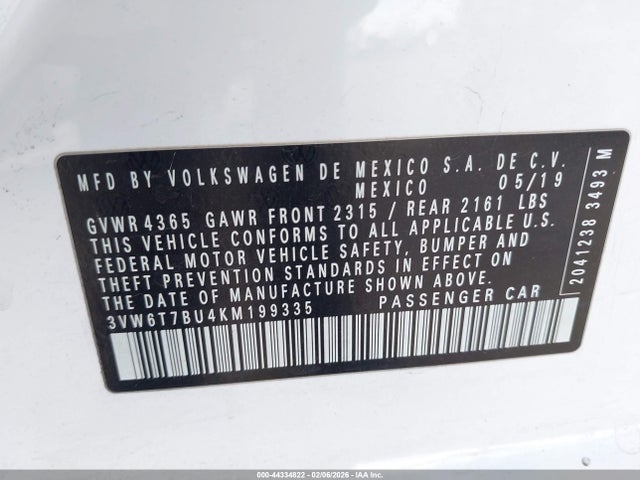 MFD BY VOLKSWAGEN DE MEXICO S.A. DE C.V.
MEXICO 05/19
GVWR 4365 GAWR FRONT 2315 / REAR 2161 LBS
THIS VEHICLE CONFORMS TO ALL APPLICABLE U.S.
FEDERAL MOTOR VEHICLE SAFETY, BUMPER AND
THEFT PREVENTION STANDARDS IN EFFECT ON
THE DATE OF MANUFACTURE SHOWN ABOVE.
3VW6T7BU4KM199335 PASSENGER CAR
2041238 3493 M
000-44334822 - 02/06/2026 - IAA Inc.